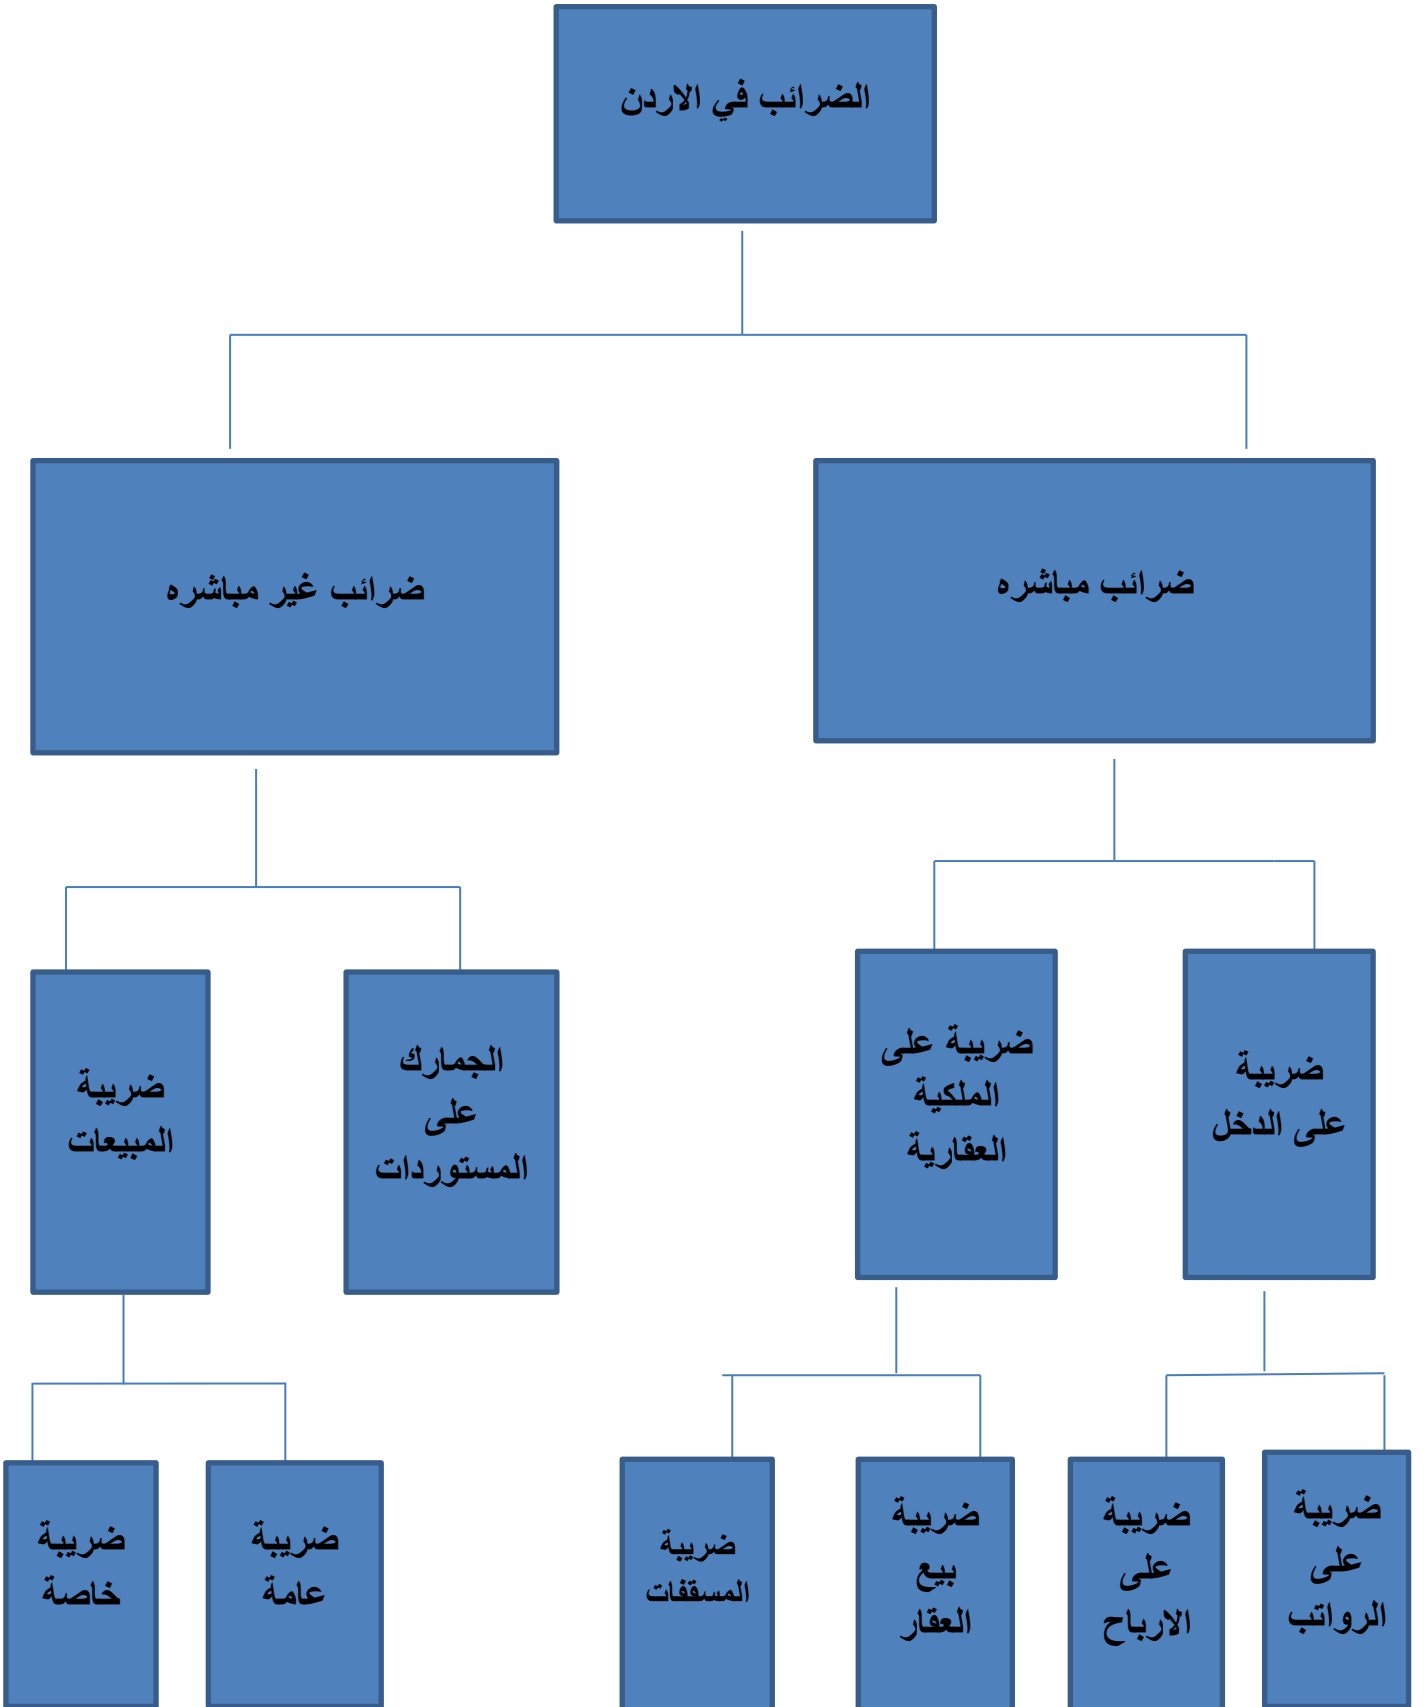 الضرائب في الاردن
ضرائب مباشره
ضرائب غير مباشره
ضريبة
على الدخل
ضريبة على
الملكية
العقارية
الجمارك
على
المستوردات
ضريبة
المبيعات
ضريبة
على
الرواتب
ضريبة
على
الارباح
ضريبة
بيع
العقار
ضريبة
المسقفات
ضريبة
عامة
ضريبة
خاصة